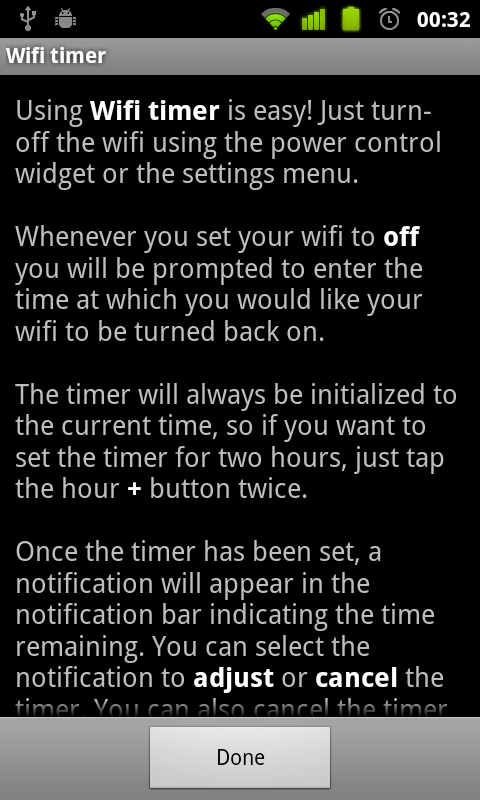 00:32
Wifi timer
Using Wifi timer is easy! Just turn-
off the wifi using the power control
widget or the settings menu.
Whenever you set your wifi to off
you will be prompted to enter the
time at which you would like your
wifi to be turned back on.
The timer will always be initialized to
the current time, so if you want to
set the timer for two hours, just tap
the hour + button twice.
Once the timer has been set, a
notification will appear in the
notification bar indicating the time
remaining. You can select the
notification to adjust or cancel the
timer. You can also cancel the timer
Done